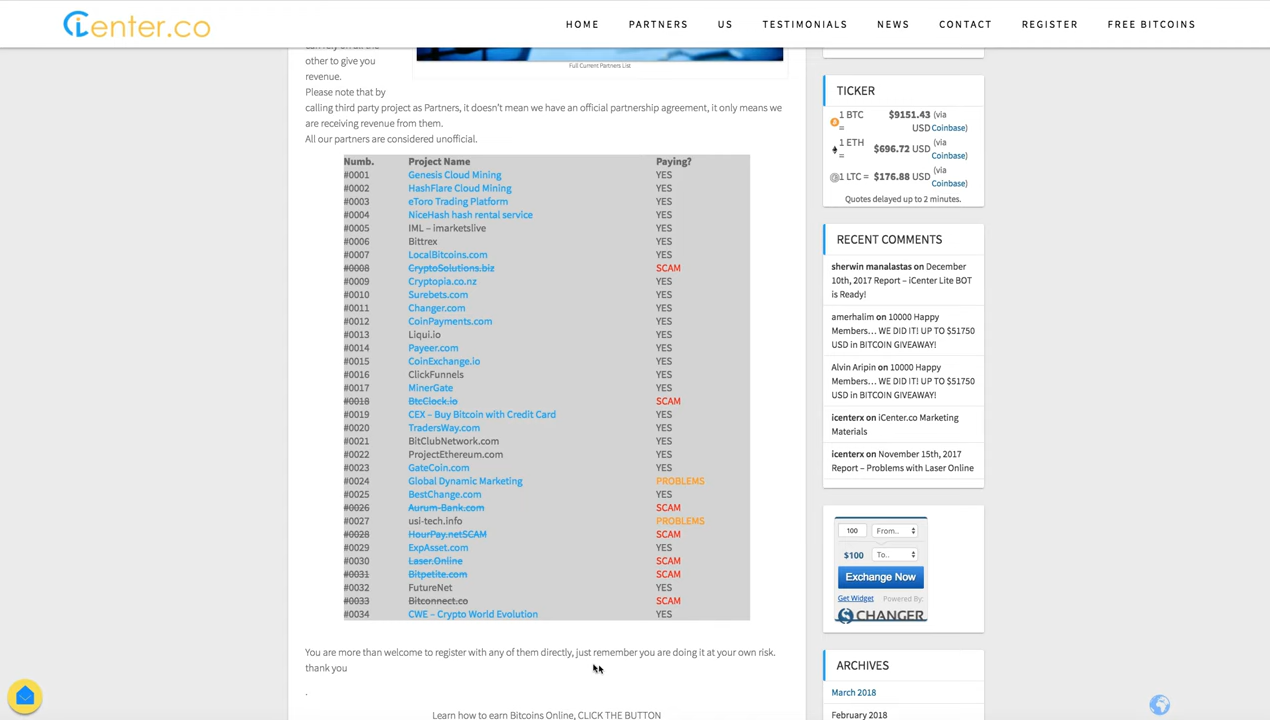 iCenter.co
HOME PARTNERS US TESTIMONIALS NEWS CONTACT REGISTER FREE BITCOINS
other to give you
revenue.
Please note that by
calling third party project as Partners, it doesn't mean we have an official partnership agreement, it only means we
are receiving revenue from them.
All our partners are considered unofficial.
Full Current Partners List
Numb. Project Name Paying?
#0001 Genesis Cloud Mining YES
#0002 HashFlare Cloud Mining YES
#0003 eToro Trading Platform YES
#0004 NiceHash hash rental service YES
#0005 IML – imarketslive YES
#0006 Bittrex YES
#0007 LocalBitcoins.com YES
#0008 CryptoSolutions.biz SCAM
#0009 Cryptopia.co.nz YES
#0010 Surebets.com YES
#0011 Changer.com YES
#0012 CoinPayments.com YES
#0013 Liqui.io YES
#0014 Payeer.com YES
#0015 CoinExchange.io YES
#0016 ClickFunnels YES
#0017 MinerGate YES
#0018 BtcClock.io SCAM
#0019 CEX – Buy Bitcoin with Credit Card YES
#0020 TradersWay.com YES
#0021 BitClubNetwork.com YES
#0022 ProjectEthereum.com YES
#0023 GateCoin.com YES
#0024 Global Dynamic Marketing PROBLEMS
#0025 BestChange.com YES
#0026 Aurum-Bank.com SCAM
#0027 usi-tech.info PROBLEMS
#0028 HourPay.netSCAM SCAM
#0029 ExpAsset.com YES
#0030 Laser.Online SCAM
#0031 Bitpetite.com SCAM
#0032 FutureNet YES
#0033 Bitconnect.co SCAM
#0034 CWE – Crypto World Evolution YES
You are more than welcome to register with any of them directly, just remember you are doing it at your own risk.
thank you
.
Learn how to earn Bitcoins Online, CLICK THE BUTTON
TICKER
1 BTC $9151.43 (via
= USD Coinbase)
1 ETH $696.72 USD (via
= Coinbase)
1 LTC = $176.88 USD (via
Coinbase)
Quotes delayed up to 2 minutes.
RECENT COMMENTS
sherwin manalastas on December
10th, 2017 Report – iCenter Lite BOT
is Ready!
amerhalim on 10000 Happy
Members… WE DID IT! UP TO $51750
USD in BITCOIN GIVEAWAY!
Alvin Aripin on 10000 Happy
Members… WE DID IT! UP TO $51750
USD in BITCOIN GIVEAWAY!
icenterx on iCenter.co Marketing
Materials
icenterx on November 15th, 2017
Report – Problems with Laser Online
100 From..
$100 To..
Exchange Now
Get Widget Powered By:
CHANGER
ARCHIVES
March 2018
February 2018